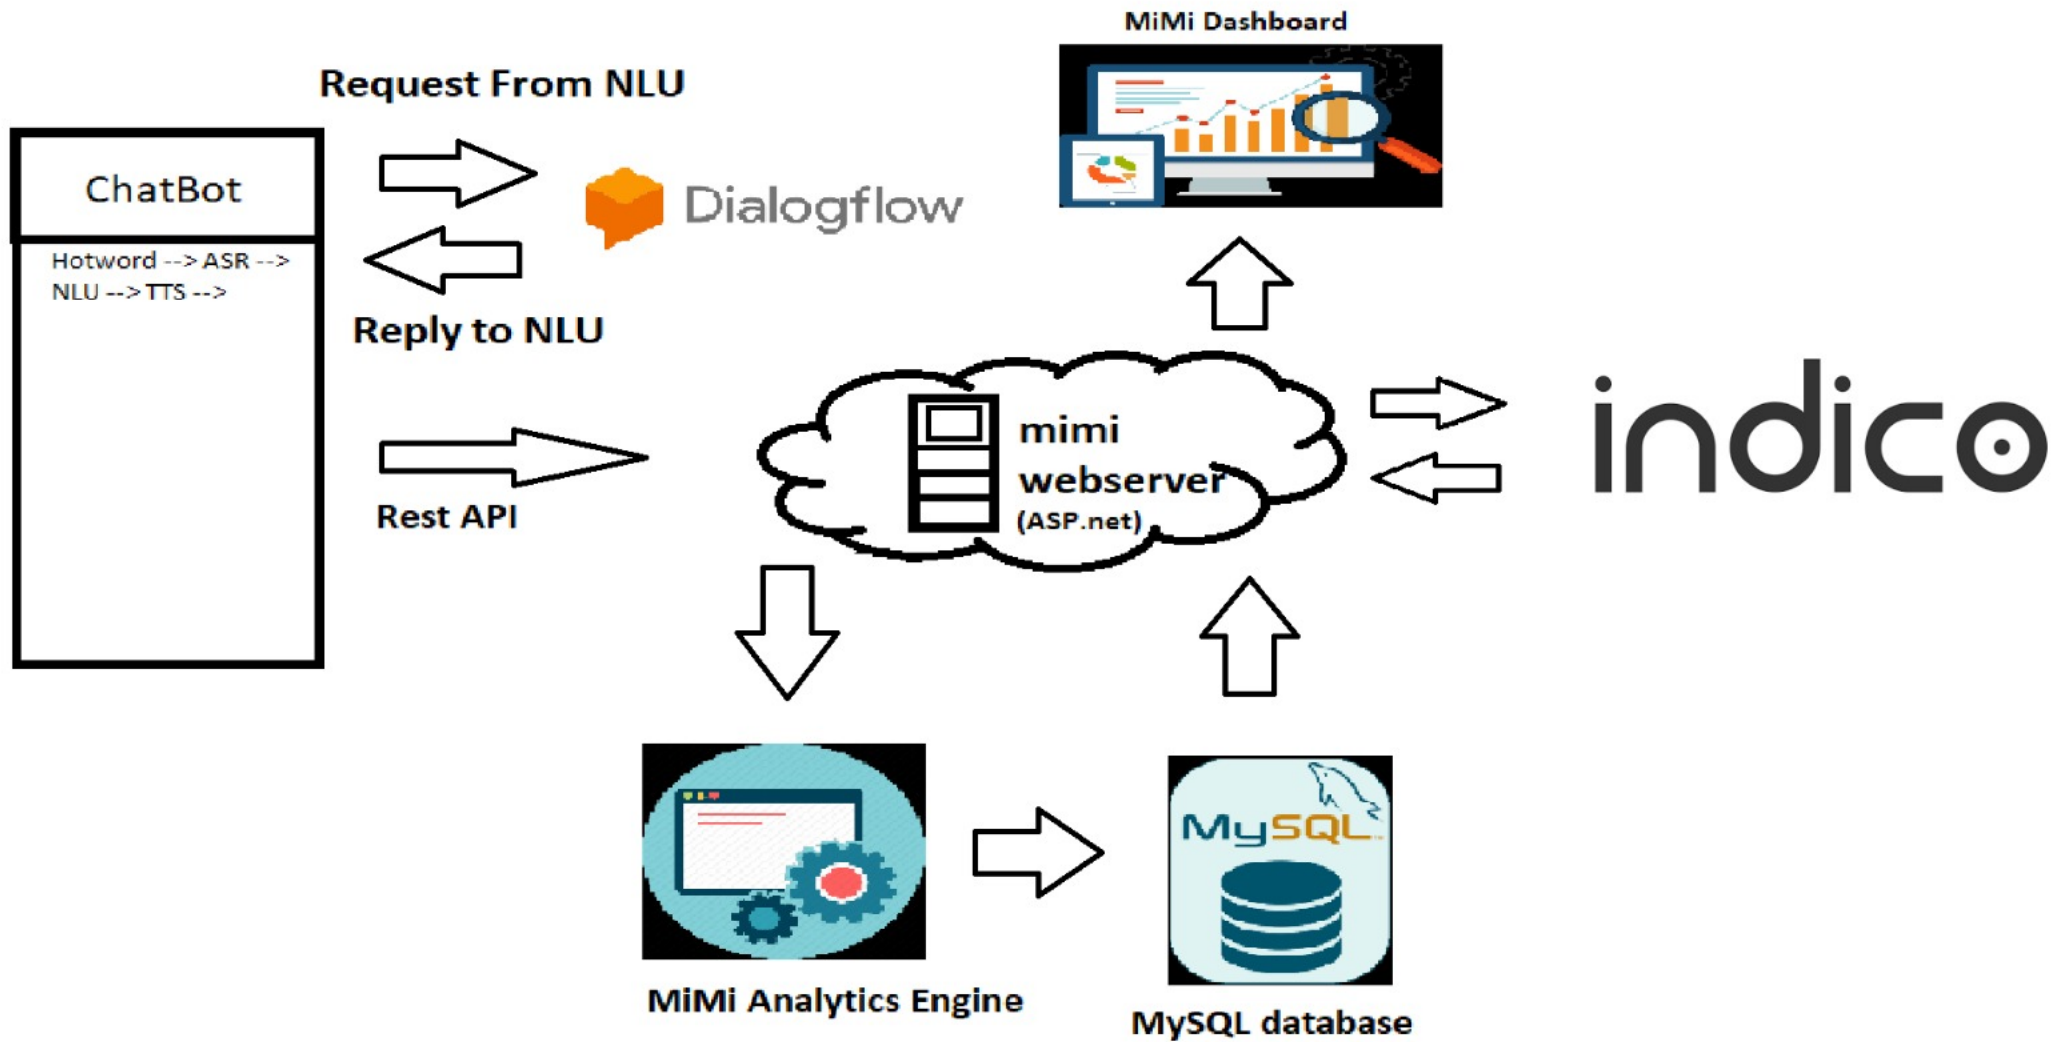 MiMi Dashboard
Request From NLU
ChatBot
Dialogflow
Hotword --> ASR -->
NLU --> TTS -->
Reply to NLU
mimi
webserver
(ASP.net)
indico
Rest API
MySQL
MiMi Analytics Engine
MySQL database